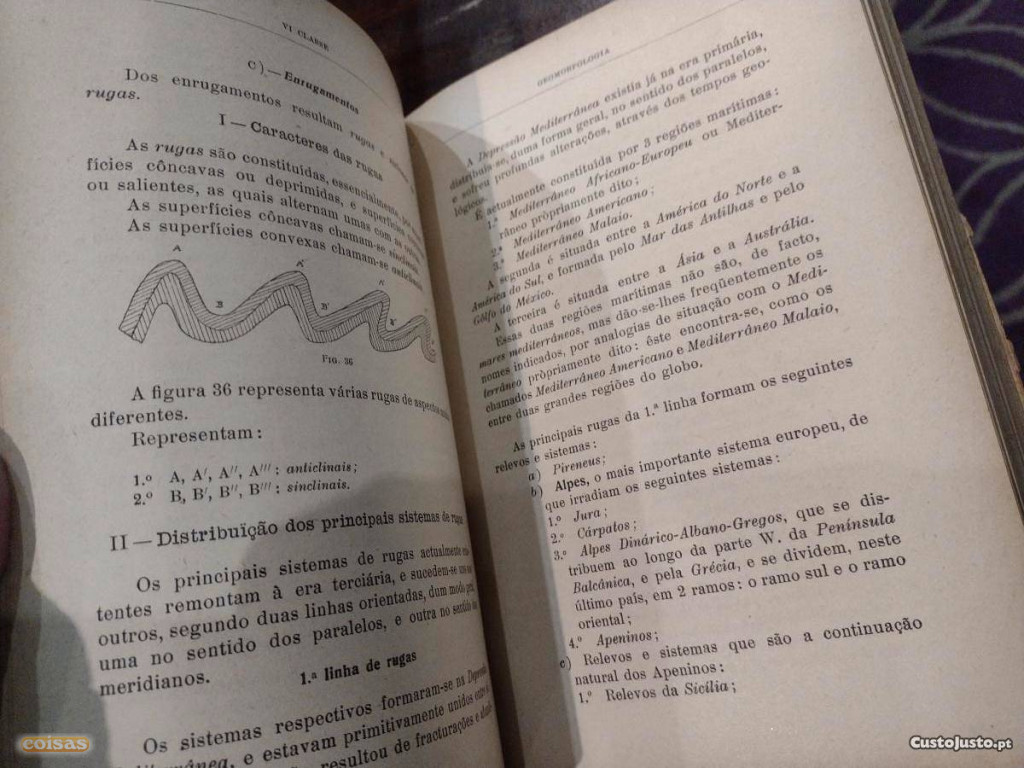 VI CLASSE
C) — Enrugamentos
Dos enrugamentos resultam rugas e
rugas.
I — Caracteres das rugas
As rugas são constituídas, essencialmente, por
fícies côncavas ou deprimidas, e superfícies
ou salientes, as quais alternam umas com as
As superfícies côncavas chamam-se sinclinais
As superfícies convexas chamam-se anticlinais
A
A'
A''
B
B'
FIG. 36
A figura 36 representa várias rugas de aspectos
diferentes.
Representam:
1.º A, A', A'', A''': anticlinais;
2.º B, B', B'', B''': sinclinais.
II — Distribuïção dos principais sistemas de rugas
Os principais sistemas de rugas actualmente
tentes remontam à era terciária, e sucedem-se uns aos
outros, segundo duas linhas orientadas, dum modo
uma no sentido dos paralelos, e outra no sentido
meridianos.
1.ª linha de rugas
Os sistemas respectivos formaram-se na Depressão
e estavam primitivamente unidos entre
resultou de fracturações e
GEOMORFOLOGIA
A Depressão Mediterrânea existia já na era primária,
distribuía-se, duma forma geral, no sentido dos paralelos,
e sofreu profundas alterações, através dos tempos geo-
lógicos.
É actualmente constituída por 3 regiões marítimas:
1.ª Mediterrâneo Africano-Europeu ou Mediter-
râneo pròpriamente dito;
2.ª Mediterrâneo Americano;
3.ª Mediterrâneo Malaio.
A segunda é situada entre a América do Norte e a
América do Sul, e formada pelo Mar das Antilhas e pelo
Gôlfo do México.
A terceira é situada entre a Ásia e a Austrália.
Essas duas regiões marítimas não são, de facto,
mares mediterrâneos, mas dão-se-lhes freqüentemente os
nomes indicados, por analogias de situação com o Medi-
terrâneo pròpriamente dito: êste encontra-se, como os
chamados Mediterrâneo Americano e Mediterrâneo Malaio,
entre duas grandes regiões do globo.
As principais rugas da 1.ª linha formam os seguintes
relevos e sistemas:
a) Pireneus;
b) Alpes, o mais importante sistema europeu, de
que irradiam os seguintes sistemas:
1.º Jura;
2.º Cárpatos;
3.º Alpes Dinárico-Albano-Gregos, que se dis-
tribuem ao longo da parte W. da Península
Balcânica, e pela Grécia, e se dividem, neste
último país, em 2 ramos: o ramo sul e o ramo
oriental;
4.º Apeninos;
c) Relevos e sistemas que são a continuação
natural dos Apeninos:
1.º Relevos da Sicília;
coisas
CustoJusto.pt